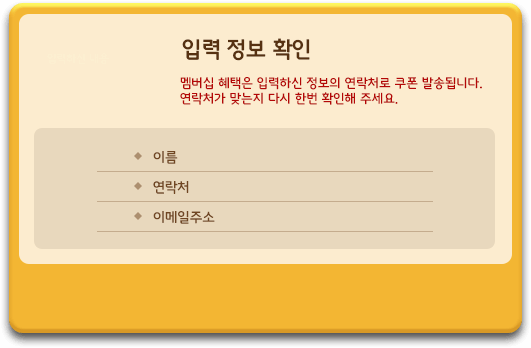 입력 정보 확인
멤버십 혜택은 입력하신 정보의 연락처로 쿠폰 발송됩니다.
연락처가 맞는지 다시 한번 확인해 주세요.
이름
연락처
이메일주소